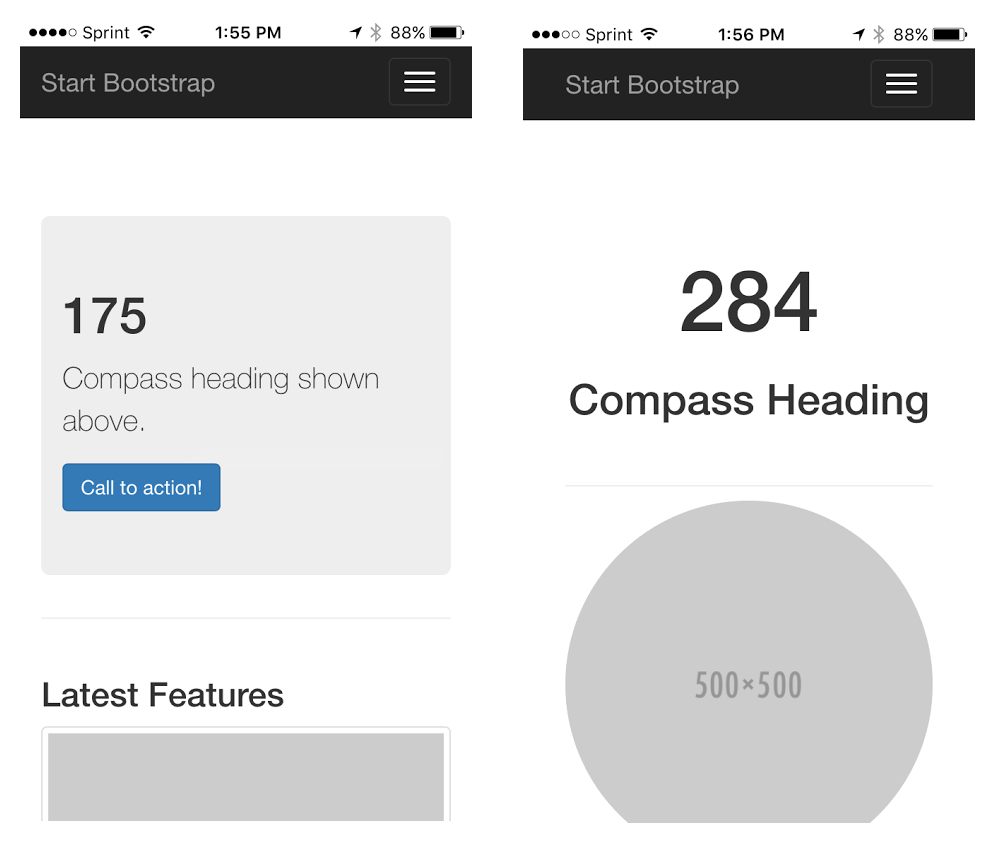 Sprint 1:55 PM 88%
Start Bootstrap
175
Compass heading shown
above.
Call to action!
Latest Features
Sprint 1:56 PM 88%
Start Bootstrap
284
Compass Heading
500×500